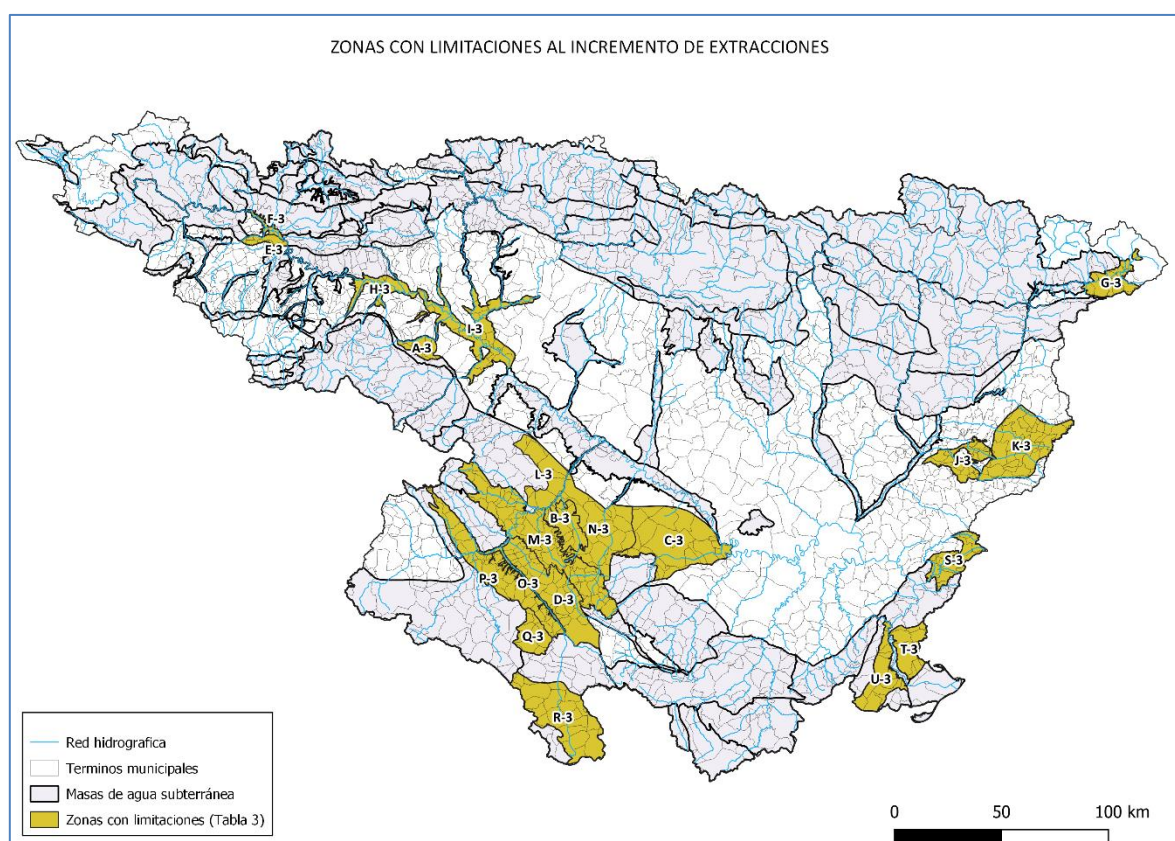 ZONAS CON LIMITACIONES AL INCREMENTO DE EXTRACCIONES
F-3
E-3
G-3
H-3
I-3
A-3
K-3
J-3
L-3
B-3
N-3
M-3
C-3
S-3
P-3
O-3
D-3
Q-3
T-3
U-3
R-3
Red hidrografica
Terminos municipales
Masas de agua subterránea
Zonas con limitaciones (Tabla 3)
0 50 100 km